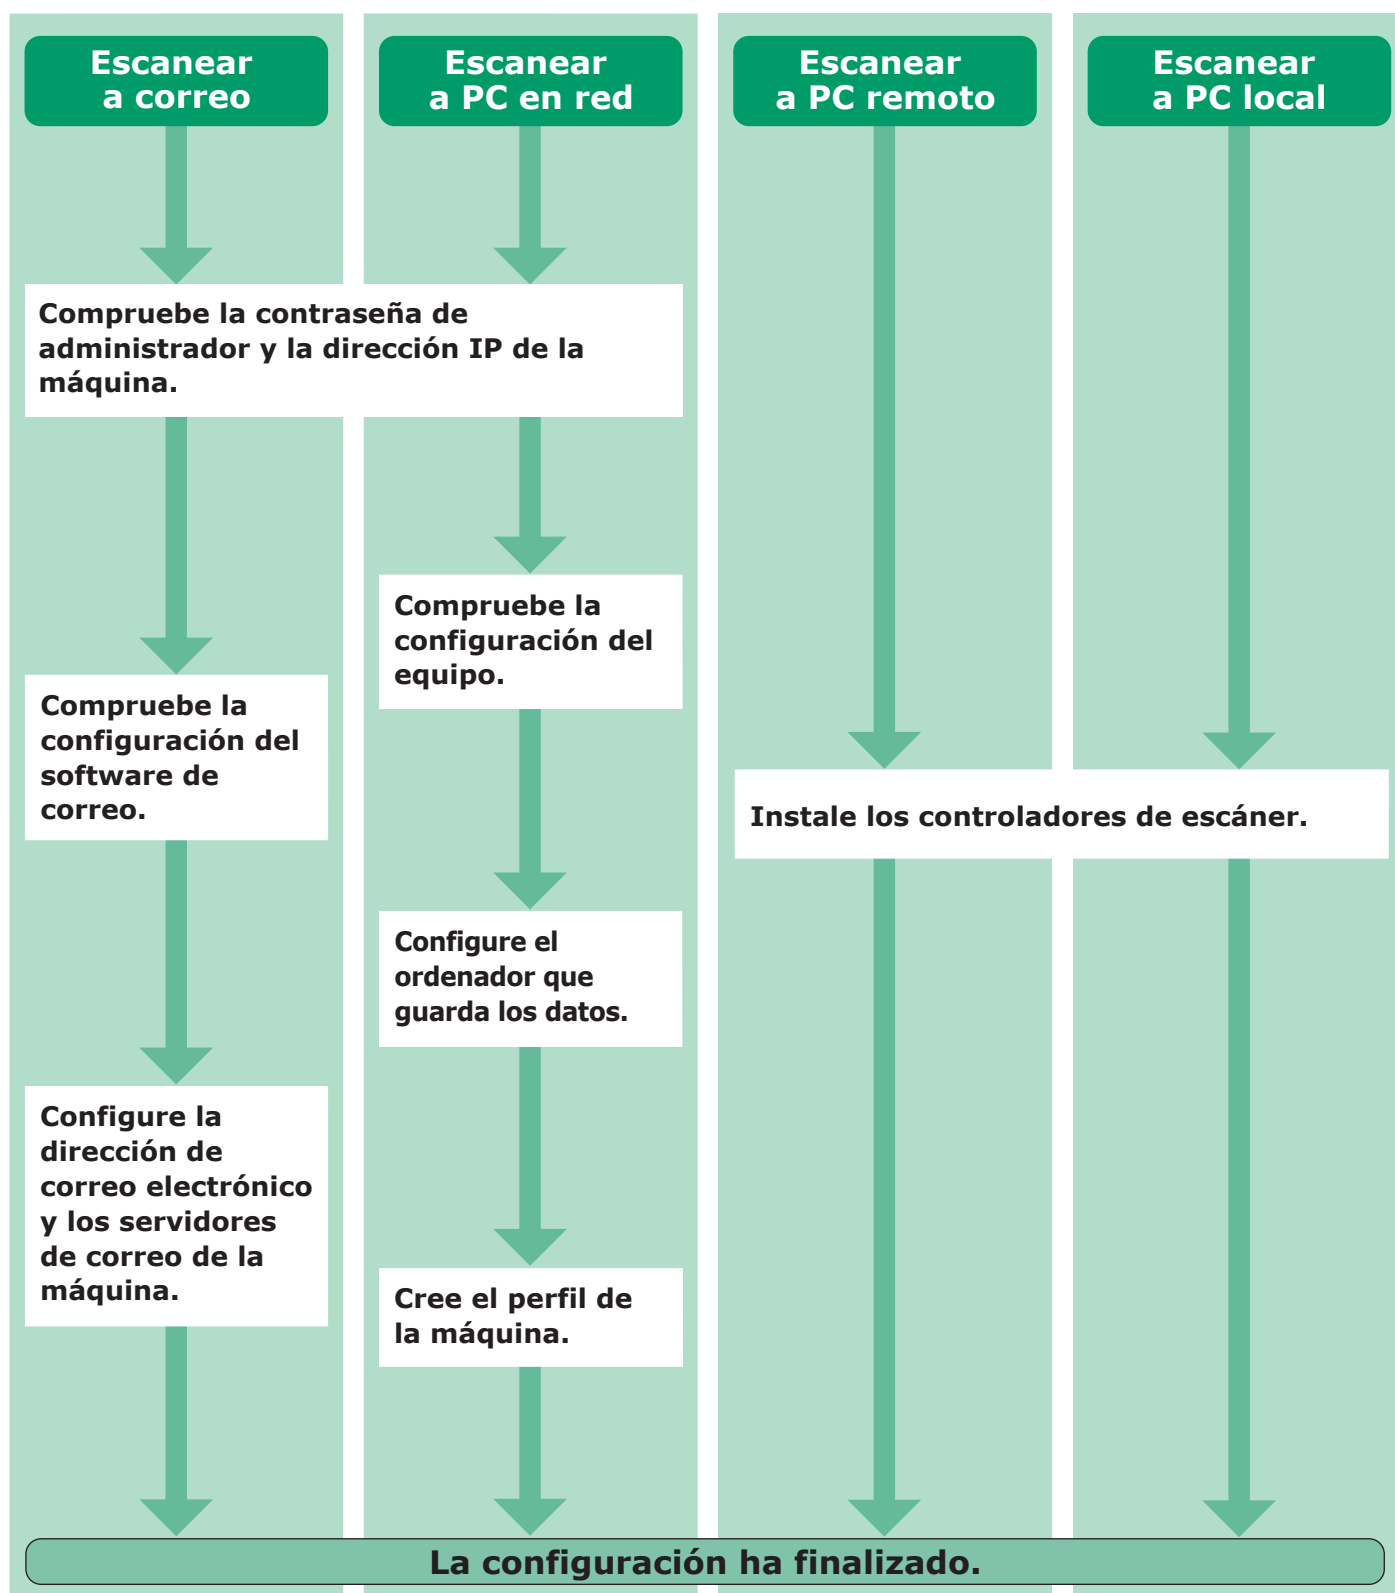 Escanear
a correo
Escanear
a PC en red
Escanear
a PC remoto
Escanear
a PC local
Compruebe la contraseña de
administrador y la dirección IP de la
máquina.
Compruebe la
configuración del
equipo.
Compruebe la
configuración del
software de
correo.
Instale los controladores de escáner.
Configure el
ordenador que
guarda los datos.
Configure la
dirección de
correo electrónico
y los servidores
de correo de la
máquina.
Cree el perfil de
la máquina.
La configuración ha finalizado.